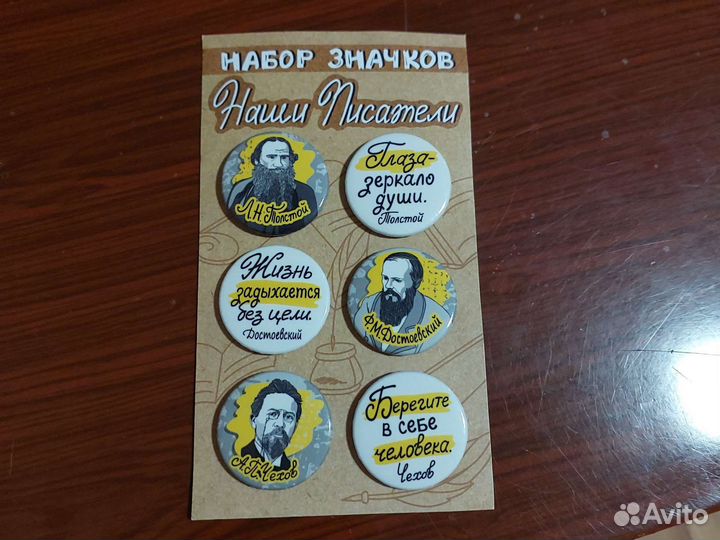 НАБОР ЗНАЧКОВ
Наши Писатели
Л.Н.Толстой
Глаза-
зеркало
души.
Толстой
Жизнь
задыхается
без цели.
Достоевский
Ф.М.Достоевский
А.П.Чехов
Берегите
в себе
человека.
Чехов
Avito